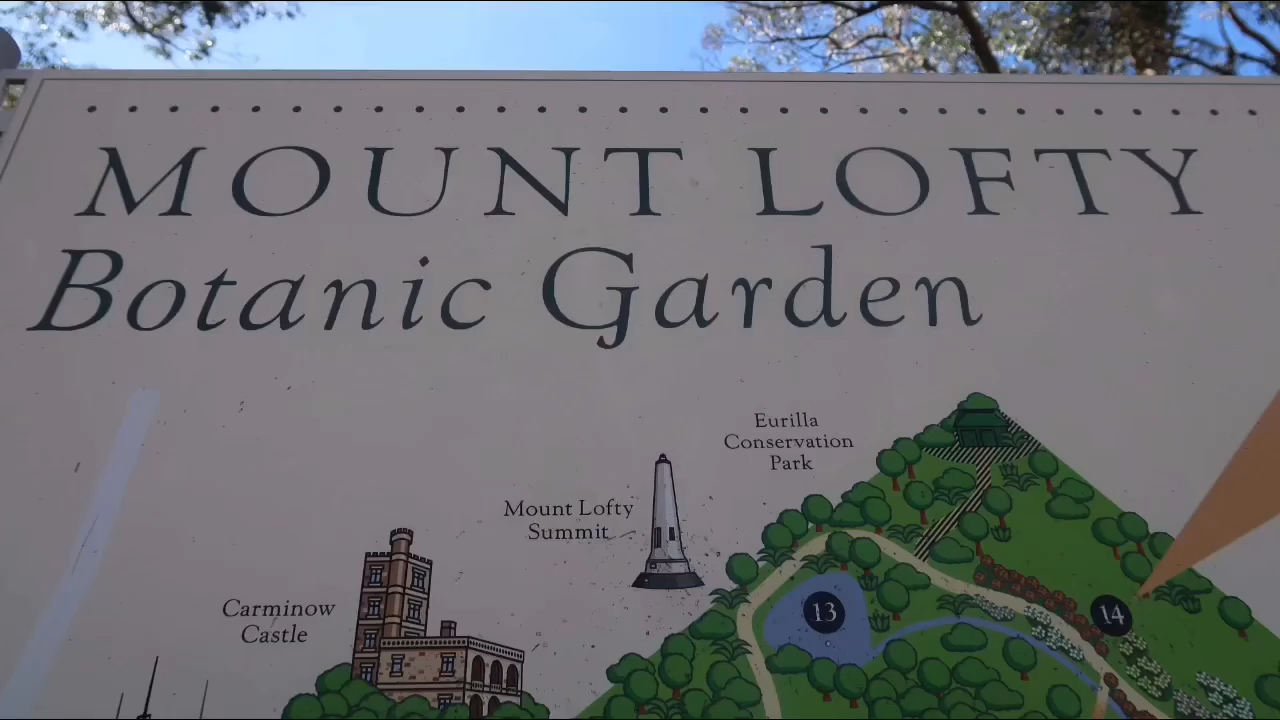 MOUNT LOFTY
Botanic Garden
Eurilla
Conservation
Park
Mount Lofty
Summit
Carminow
Castle
13
14